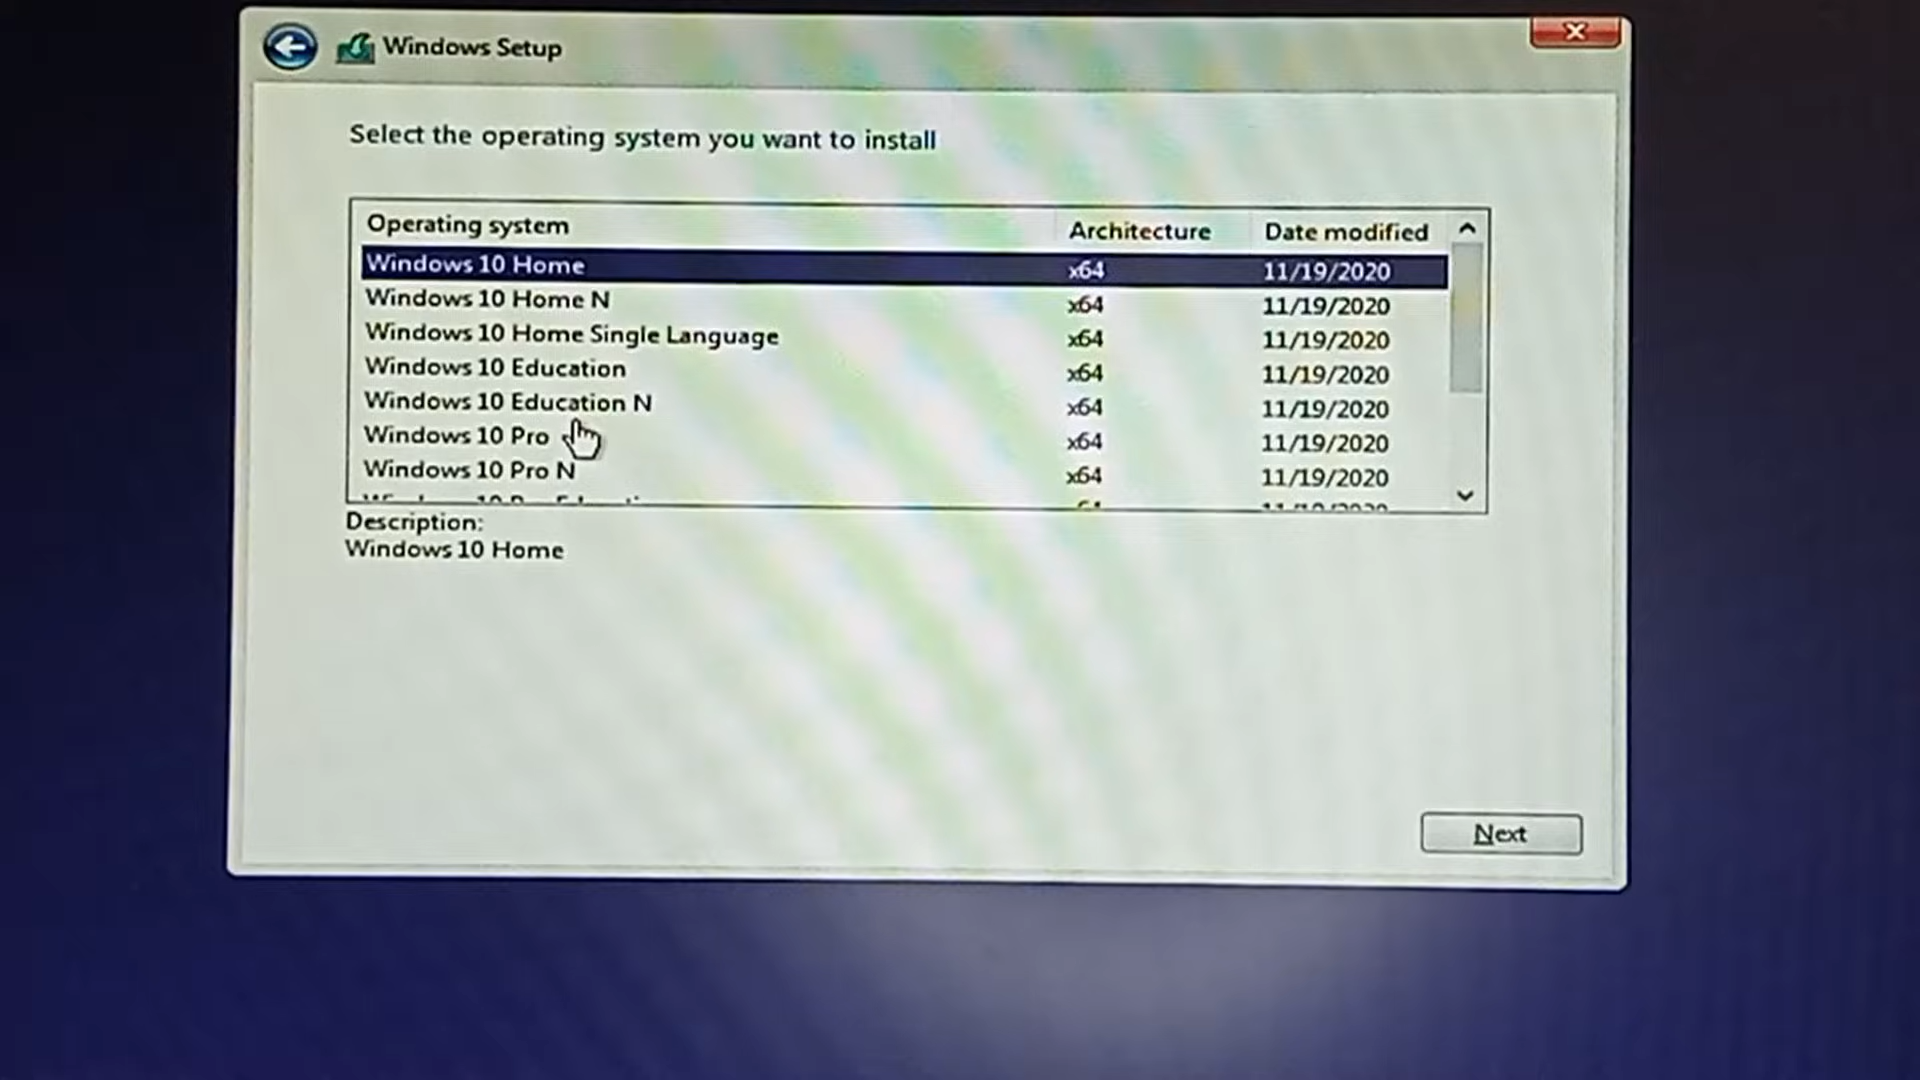 Windows Setup
Select the operating system you want to install
Operating system Architecture Date modified
Windows 10 Home x64 11/19/2020
Windows 10 Home N x64 11/19/2020
Windows 10 Home Single Language x64 11/19/2020
Windows 10 Education x64 11/19/2020
Windows 10 Education N x64 11/19/2020
Windows 10 Pro x64 11/19/2020
Windows 10 Pro N x64 11/19/2020
Description:
Windows 10 Home
Next